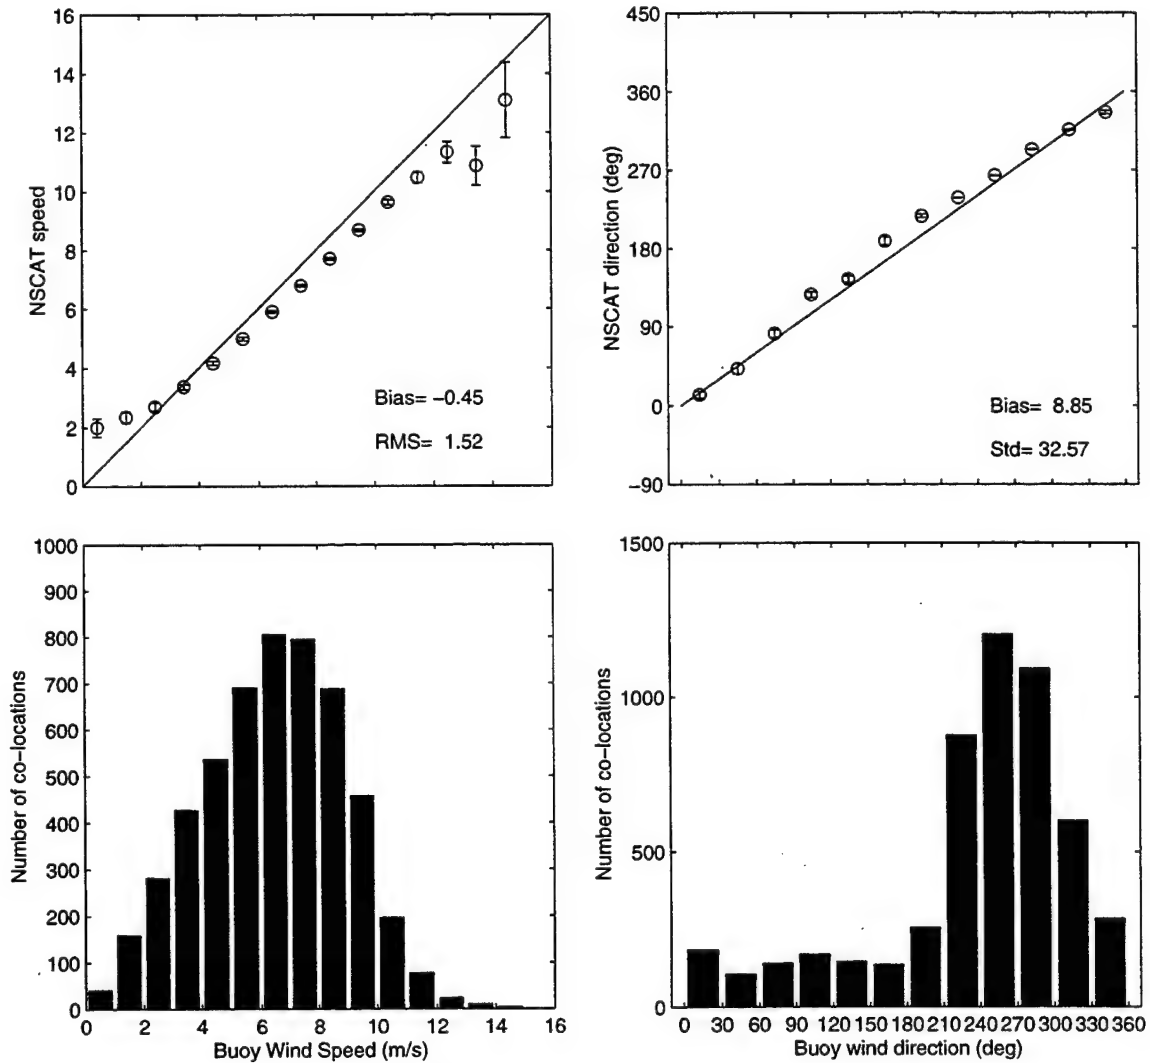 16
14
12
10
8
6
4
2
0
NSCAT speed
Bias= −0.45
RMS= 1.52
450
360
270
180
90
0
−90
NSCAT direction (deg)
Bias= 8.85
Std= 32.57
1000
900
800
700
600
500
400
300
200
100
0
Number of co−locations
0 2 4 6 8 10 12 14 16
Buoy Wind Speed (m/s)
1500
1000
500
0
Number of co−locations
0 30 60 90 120 150 180 210 240 270 300 330 360
Buoy wind direction (deg)